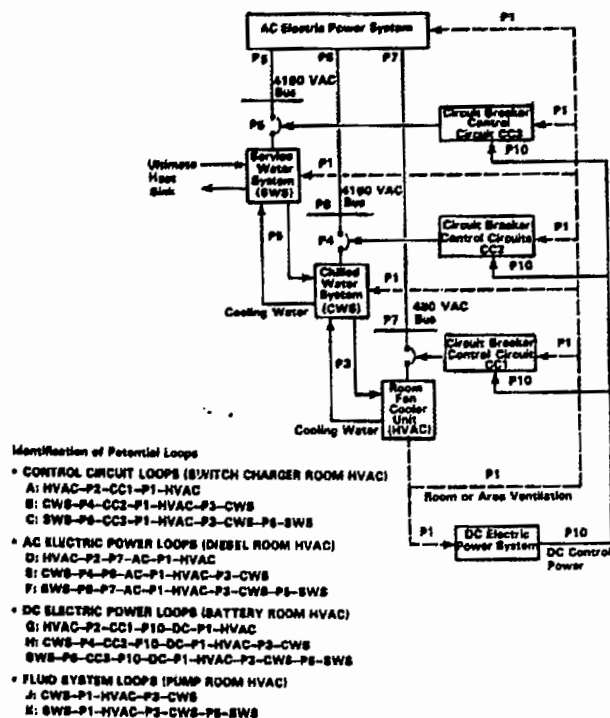 P1
AC Electric Power System
P5 P6 P7
4160 VAC
Bus
Circuit Breaker
Control
Circuit CC3
P1
P10
P6
Ultimate
Heat
Sink
Service
Water
System
(SWS)
P1
4160 VAC
Bus
P8
P5
P4
Circuit Breaker
Control Circuits
CC2
P1
P10
Chilled
Water
System
(CWS)
P1
Cooling Water
480 VAC
Bus
P7
P3
Circuit Breaker
Control Circuit
CC1
P1
P10
Room
Fan
Cooler
Unit
(HVAC)
Cooling Water
P1
Room or Area Ventilation
P1
DC Electric
Power System
P10
DC Control
Power
Identification of Potential Loops
• CONTROL CIRCUIT LOOPS (SWITCH CHARGER ROOM HVAC)
A: HVAC-P2-CC1-P1-HVAC
B: CWS-P4-CC2-P1-HVAC-P3-CWS
C: SWS-P6-CC3-P1-HVAC-P3-CWS-P5-SWS
• AC ELECTRIC POWER LOOPS (DIESEL ROOM HVAC)
D: HVAC-P2-P7-AC-P1-HVAC
E: CWS-P4-P8-AC-P1-HVAC-P3-CWS
F: SWS-P6-P7-AC-P1-HVAC-P3-CWS-P5-SWS
• DC ELECTRIC POWER LOOPS (BATTERY ROOM HVAC)
G: HVAC-P2-CC1-P10-DC-P1-HVAC
H: CWS-P4-CC2-P10-DC-P1-HVAC-P3-CWS
SWS-P6-CC3-P10-DC-P1-HVAC-P3-CWS-P5-SWS
• FLUID SYSTEM LOOPS (PUMP ROOM HVAC)
J: CWS-P1-HVAC-P3-CWS
K: SWS-P1-HVAC-P3-CWS-P5-SWS